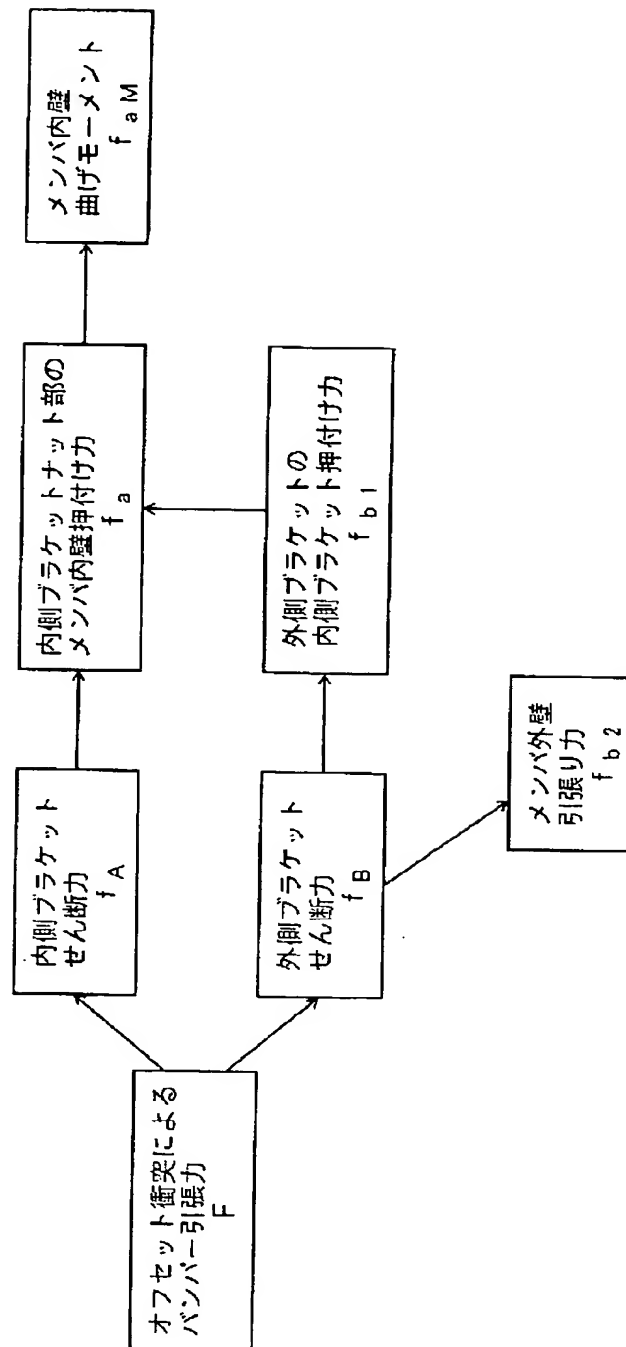 オフセット衝突による
バンパー引張力
F
内側ブラケット
せん断力
f A
外側ブラケット
せん断力
f B
内側ブラケットナット部の
メンバ内壁押付け力
f a
外側ブラケットの
内側ブラケット押付け力
f b1
メンバ外壁
引張り力
f b2
メンバ内壁
曲げモーメント
f aM